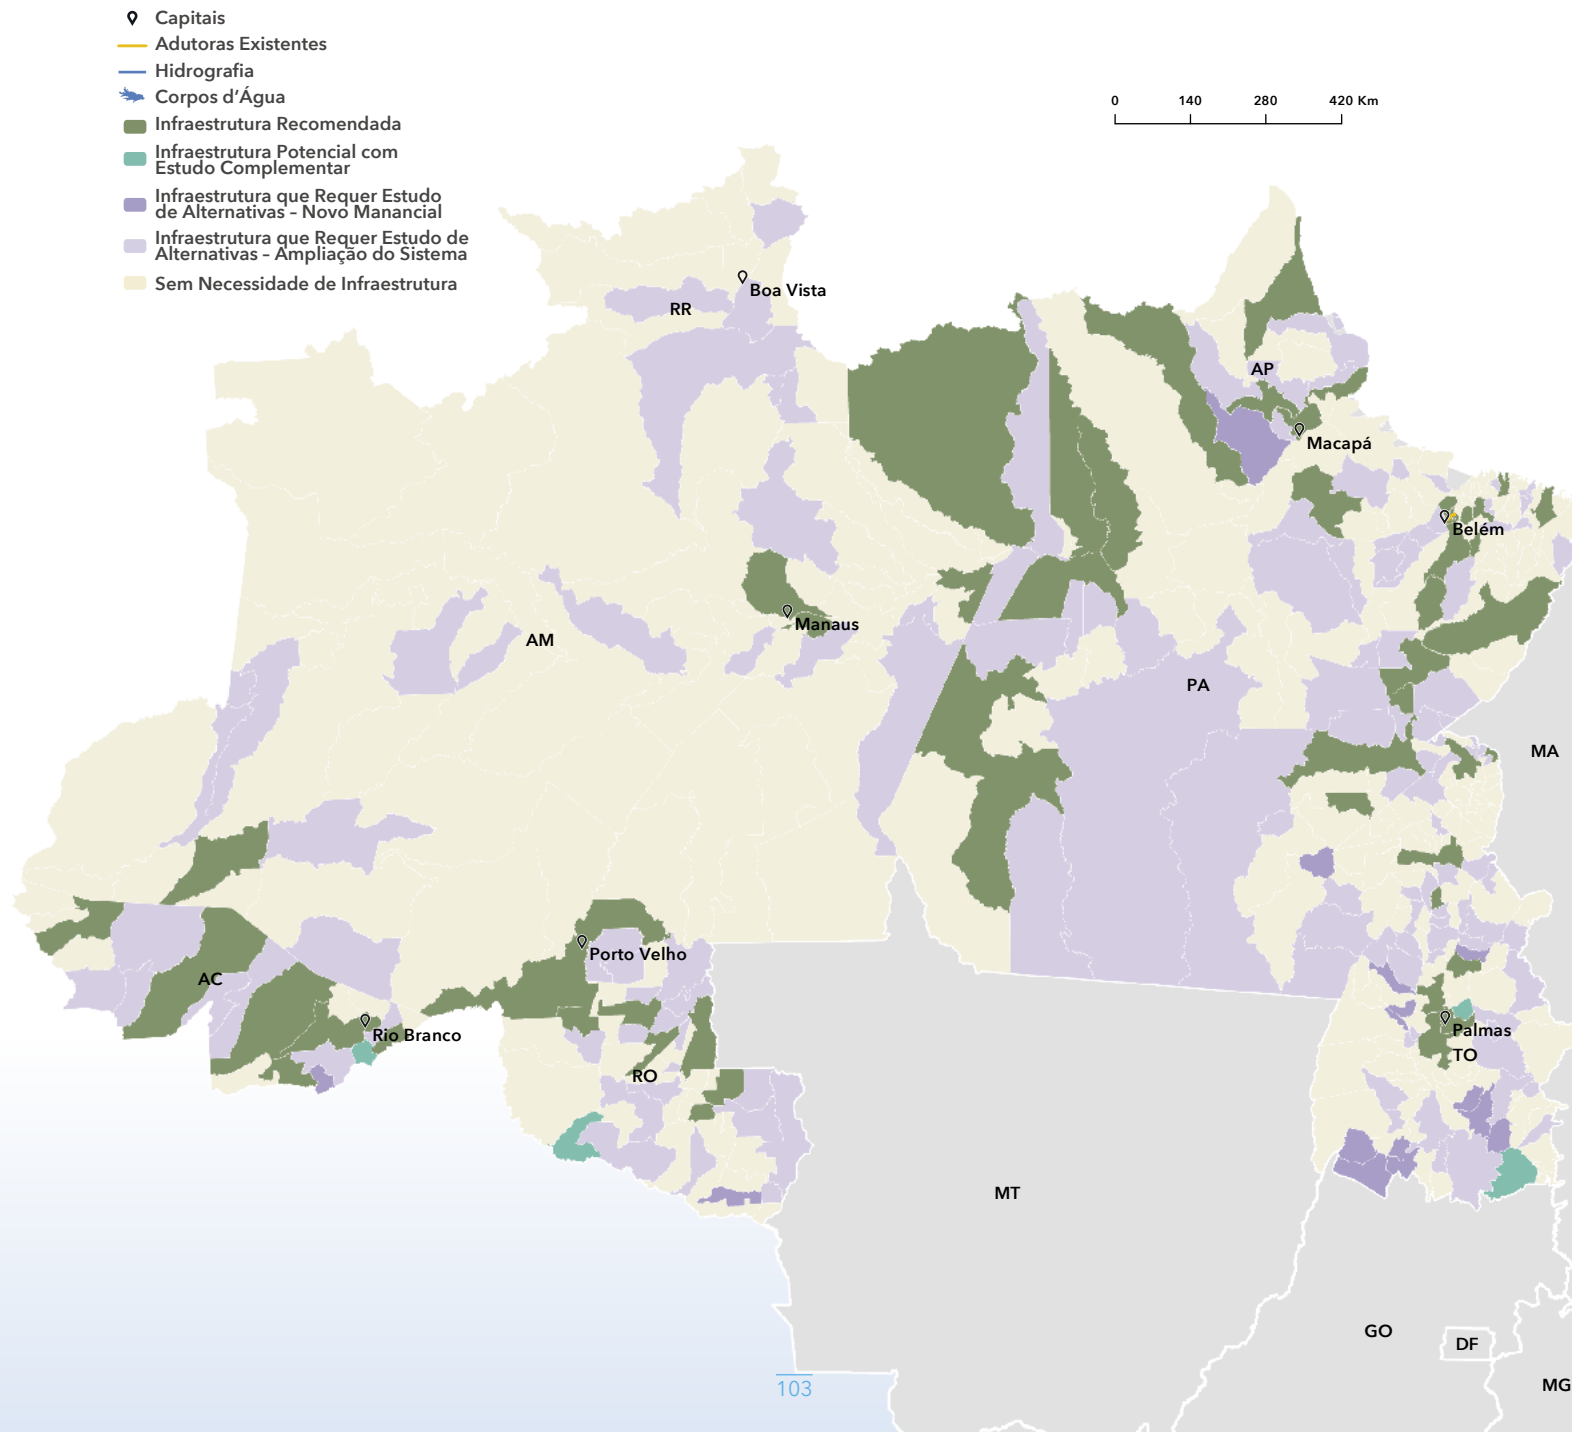 Capitais
Adutoras Existentes
Hidrografia
Corpos d'Água
Infraestrutura Recomendada
Infraestrutura Potencial com
Estudo Complementar
Infraestrutura que Requer Estudo
de Alternativas – Novo Manancial
Infraestrutura que Requer Estudo de
Alternativas – Ampliação do Sistema
Sem Necessidade de Infraestrutura
0 140 280 420 Km
Boa Vista
RR
AP
Macapá
Belém
Manaus
AM
PA
MA
Porto Velho
AC
Rio Branco
Palmas
TO
RO
MT
GO
DF
MG
103